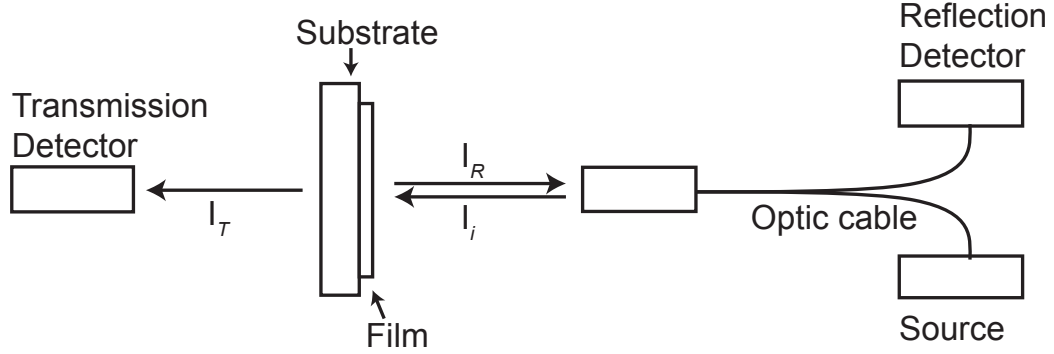 Reflection
Detector
Substrate
Transmission
Detector
I_R
I_i
I_T
Optic cable
Film
Source